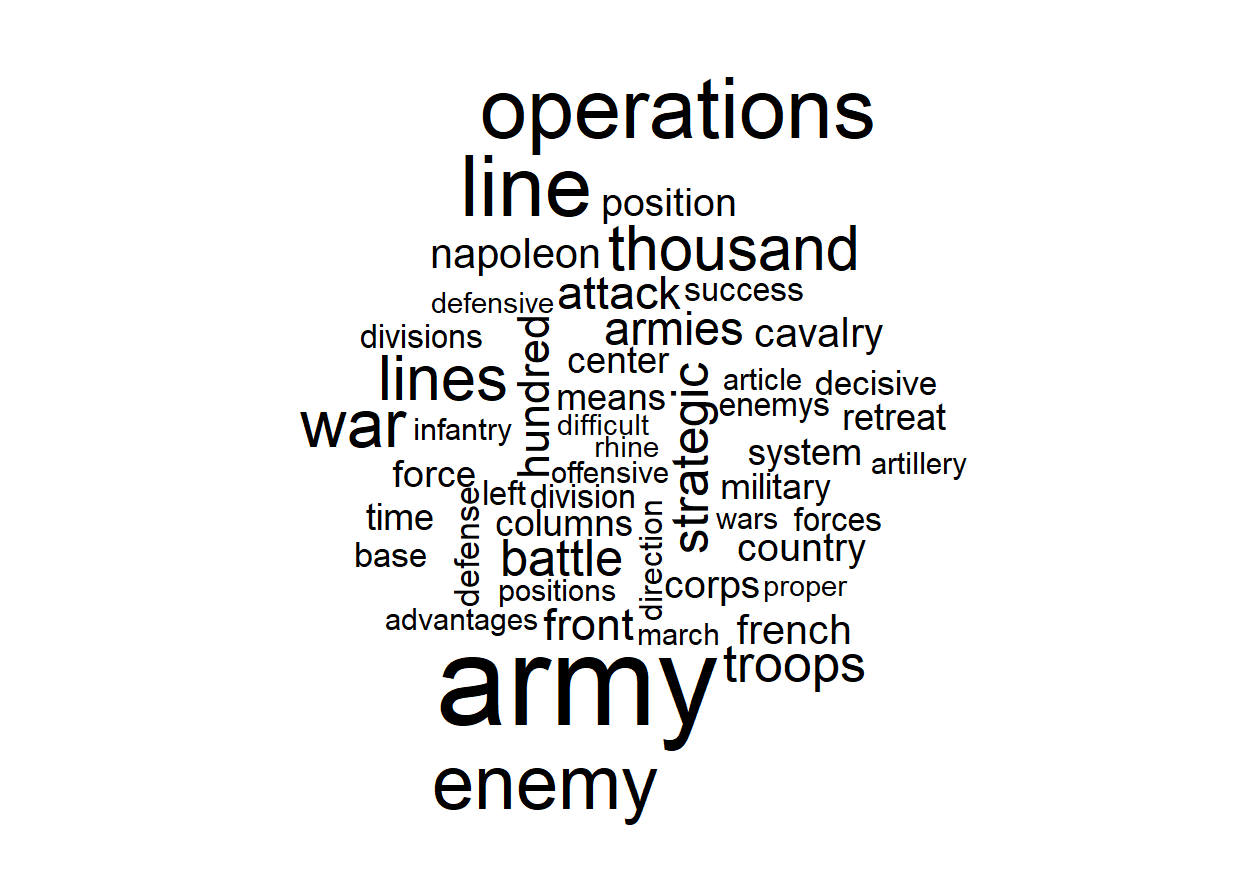 operations
line position
napoleon thousand
defensive attack success
divisions hundred armies cavalry
lines center strategic article decisive
war infantry means enemys retreat
difficult
rhine system artillery
force offensive military
defense left division
time columns direction wars forces
base battle country
positions corps proper
advantages front march french
army troops
enemy